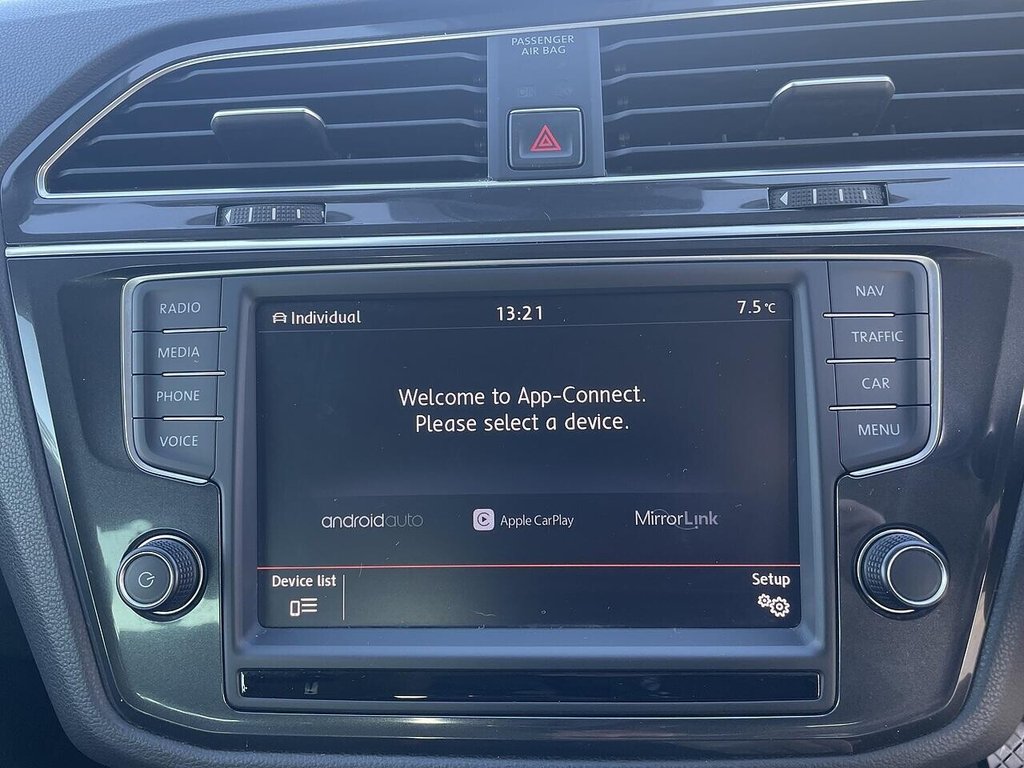 PASSENGER
AIR BAG
RADIO
MEDIA
PHONE
VOICE
Individual
13:21
7.5°C
Welcome to App-Connect.
Please select a device.
androidauto
Apple CarPlay
MirrorLink
Device list
Setup
NAV
TRAFFIC
CAR
MENU